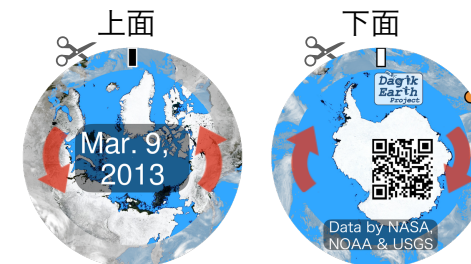 上面
下面
Mar. 9,
2013
Dagik
Earth
Project
Data by NASA,
NOAA & USGS